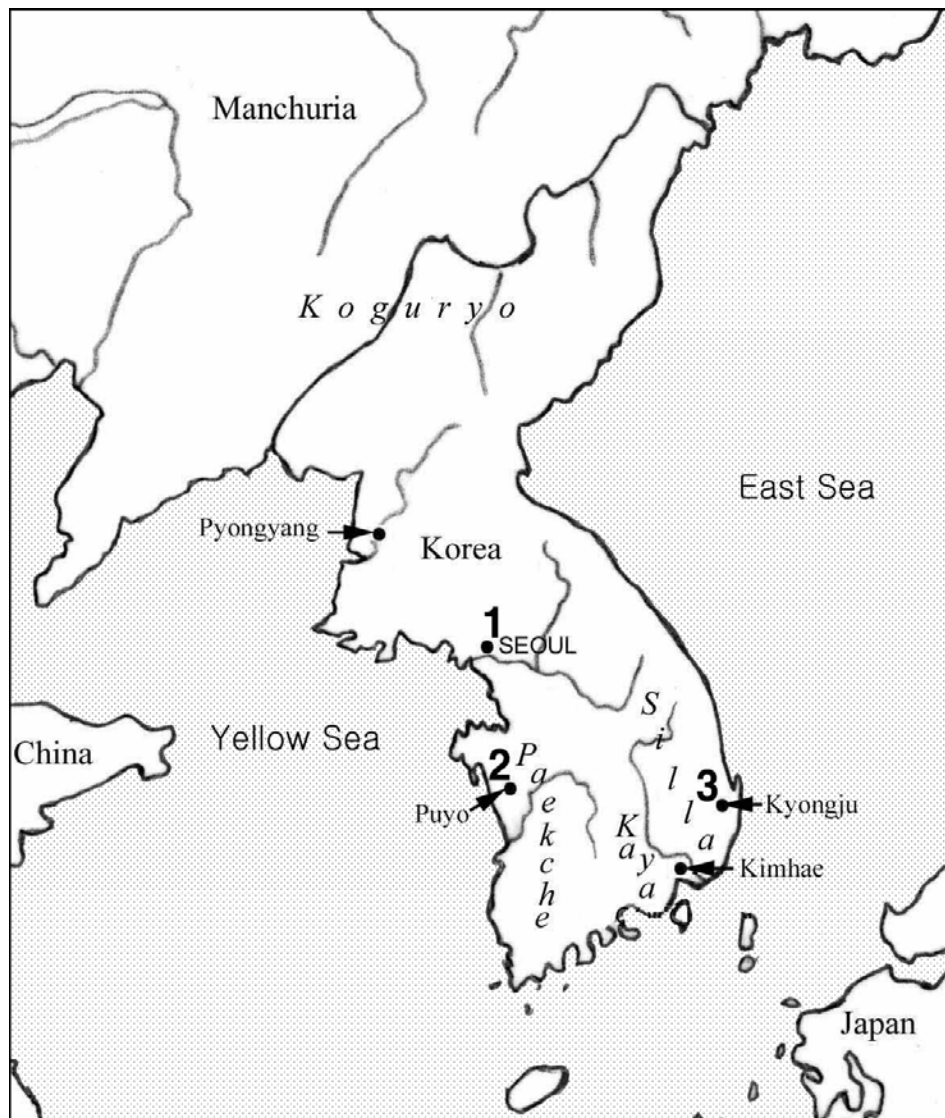 Manchuria
Koguryo
East Sea
Pyongyang
Korea
1
SEOUL
Yellow Sea
China
Silla
2
Paekche
Puyo
Kaya
3
Kyongju
Kimhae
Japan